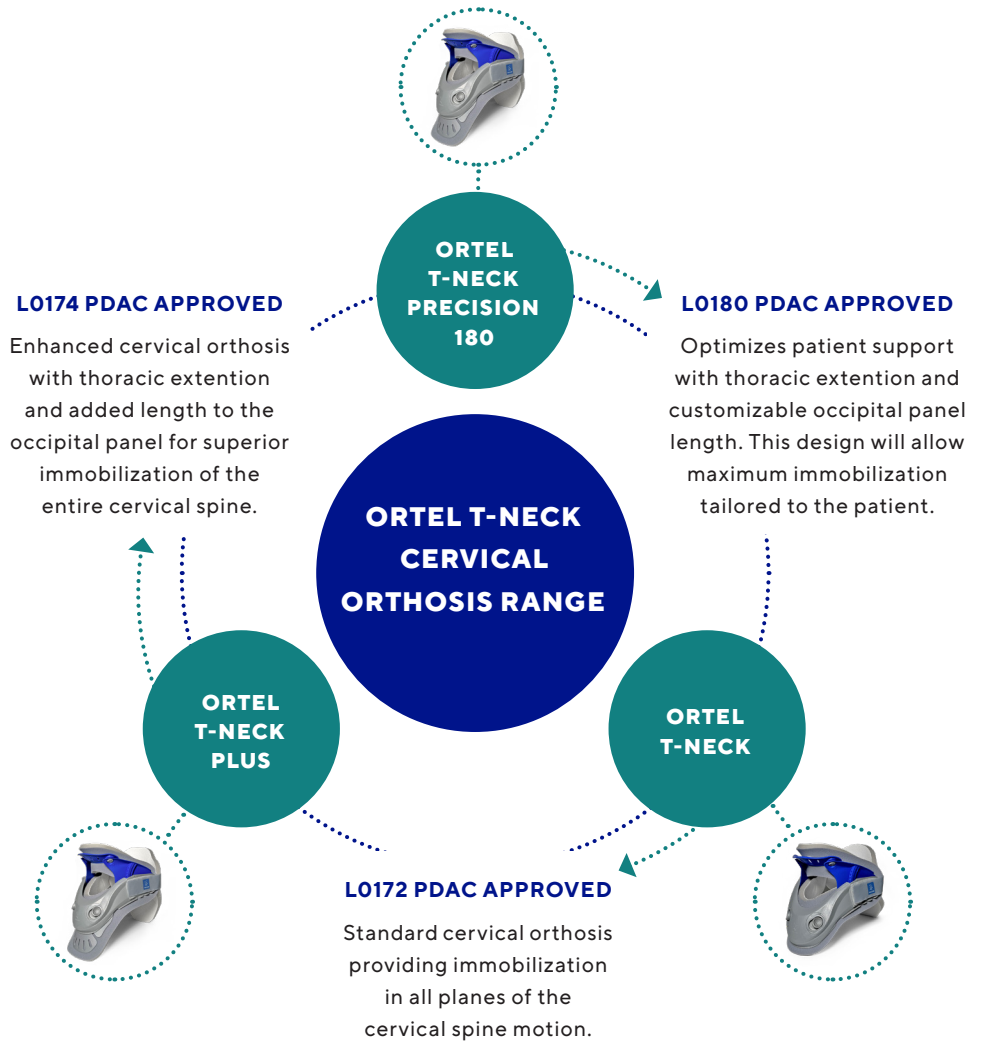 ORTEL
T-NECK
PRECISION
180
L0174 PDAC APPROVED
Enhanced cervical orthosis
with thoracic extention
and added length to the
occipital panel for superior
immobilization of the
entire cervical spine.
L0180 PDAC APPROVED
Optimizes patient support
with thoracic extention and
customizable occipital panel
length. This design will allow
maximum immobilization
tailored to the patient.
ORTEL T-NECK
CERVICAL
ORTHOSIS RANGE
ORTEL
T-NECK
PLUS
ORTEL
T-NECK
L0172 PDAC APPROVED
Standard cervical orthosis
providing immobilization
in all planes of the
cervical spine motion.